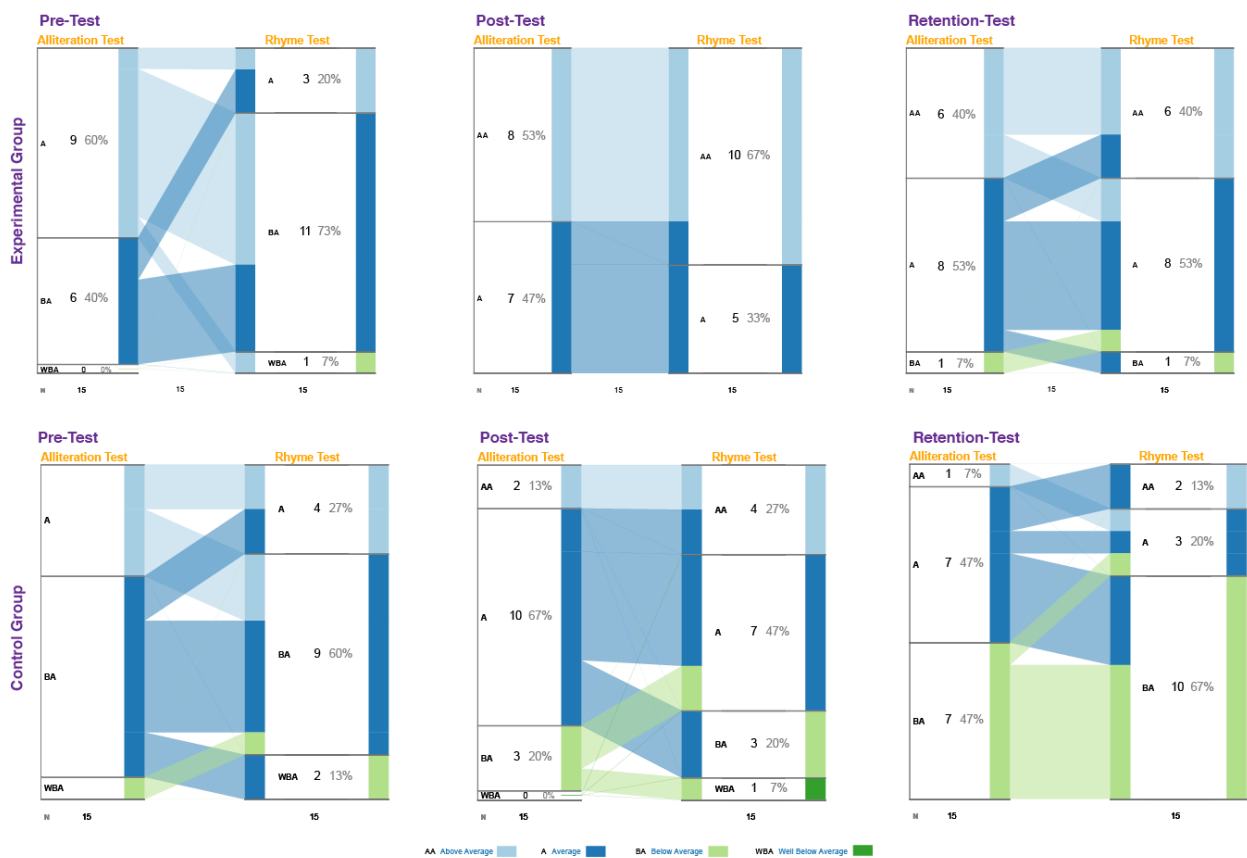 Pre-Test
Alliteration Test Rhyme Test
A 9 60%
BA 6 40%
WBA 0 0%
A 3 20%
BA 11 73%
WBA 1 7%
N 15 15 15
Post-Test
Alliteration Test Rhyme Test
AA 8 53%
A 7 47%
AA 10 67%
A 5 33%
N 15 15
Retention-Test
Alliteration Test Rhyme Test
AA 6 40%
A 8 53%
BA 1 7%
AA 6 40%
A 8 53%
BA 1 7%
N 15 15 15
Experimental Group
Pre-Test
Alliteration Test Rhyme Test
A
BA
WBA
A 4 27%
BA 9 60%
WBA 2 13%
N 15 15
Post-Test
Alliteration Test Rhyme Test
AA 2 13%
A 10 67%
BA 3 20%
WBA 0 0%
AA 4 27%
A 7 47%
BA 3 20%
WBA 1 7%
N 15 15
Retention-Test
Alliteration Test Rhyme Test
AA 1 7%
A 7 47%
BA 7 47%
AA 2 13%
A 3 20%
BA 10 67%
N 15 15
Control Group
AA Above Average A Average BA Below Average WBA Well Below Average